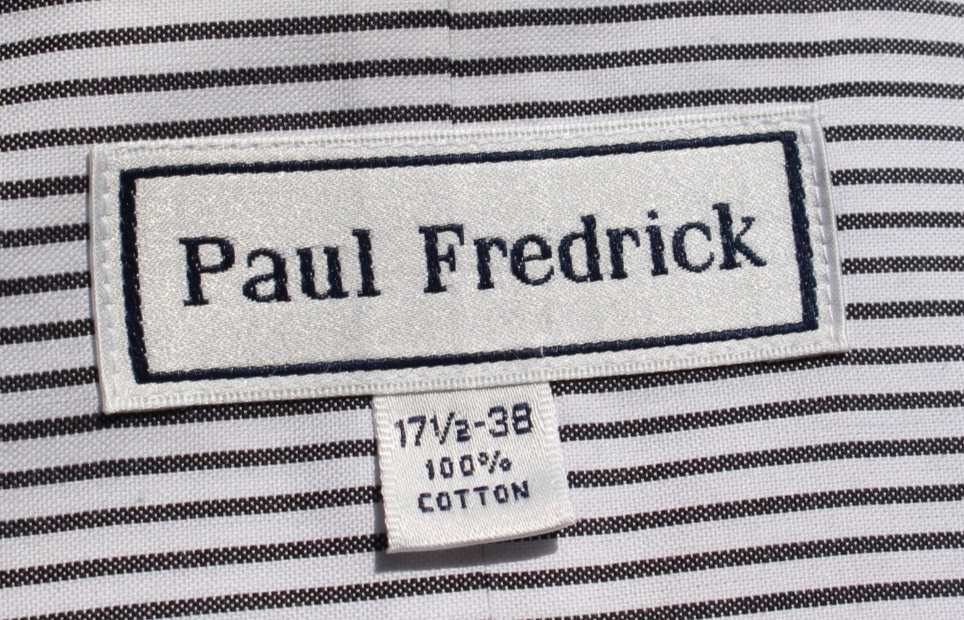 Paul Fredrick
17½-38
100%
COTTON